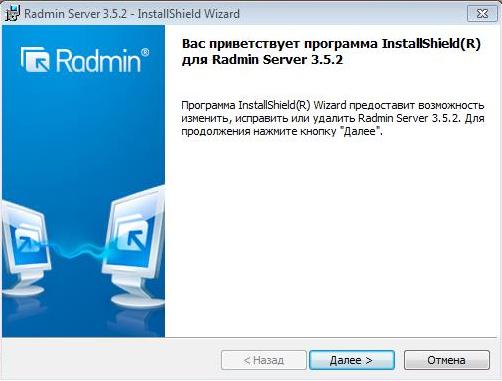 Radmin Server 3.5.2 - InstallShield Wizard
Radmin®
Вас приветствует программа InstallShield(R)
для Radmin Server 3.5.2
Программа InstallShield(R) Wizard предоставит возможность
изменить, исправить или удалить Radmin Server 3.5.2. Для
продолжения нажмите кнопку "Далее".
< Назад
Далее >
Отмена